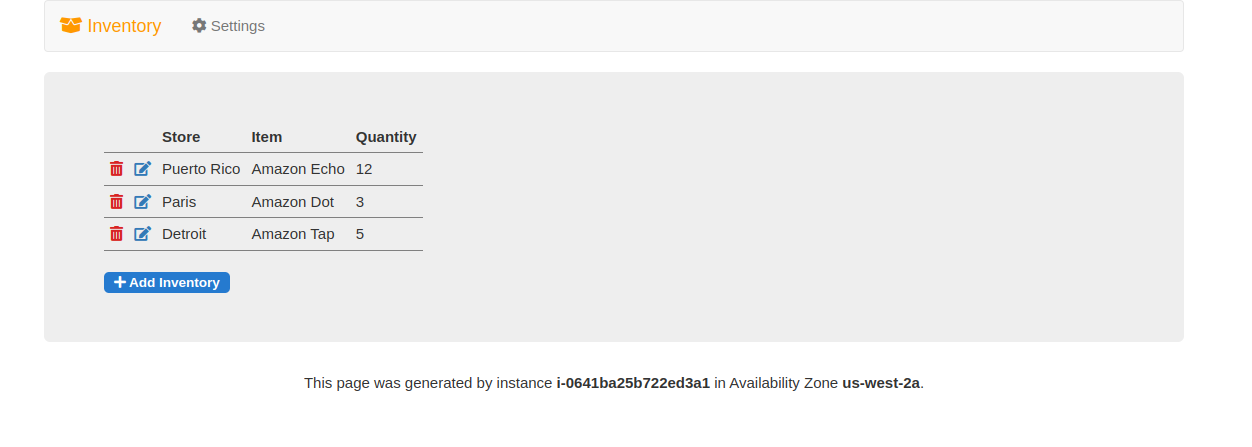 Inventory Settings
Store Item Quantity
Puerto Rico Amazon Echo 12
Paris Amazon Dot 3
Detroit Amazon Tap 5
Add Inventory
This page was generated by instance i-0641ba25b722ed3a1 in Availability Zone us-west-2a.